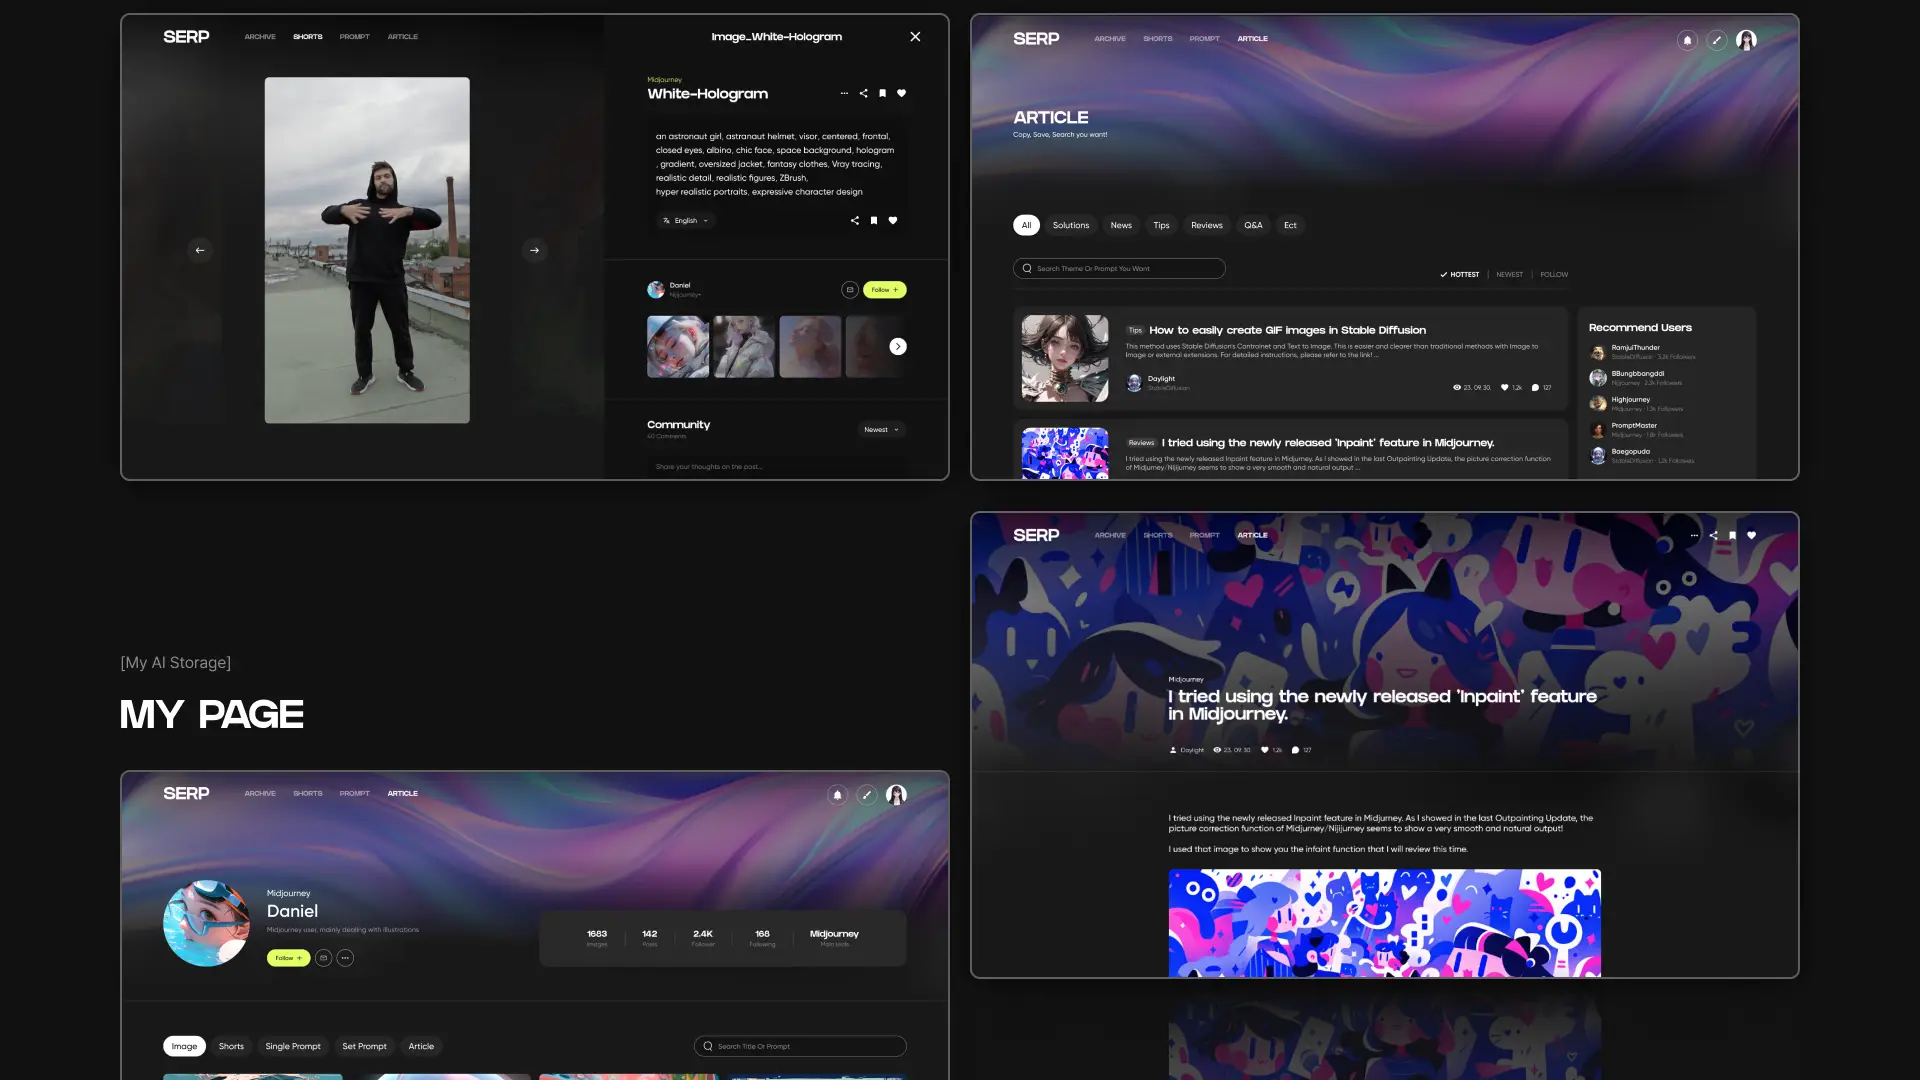 SERP
ARCHIVE
SHORTS
PROMPT
ARTICLE
Image_White-Hologram
Midjourney
White-Hologram
an astronaut girl, astranaut helmet, visor, centered, frontal,
closed eyes, albino, chic face, space background, hologram
, gradient, oversized jacket, fantasy clothes, Vray tracing,
realistic detail, realistic figures, ZBrush,
hyper realistic portraits, expressive character design
English
Daniel
Follow +
Community
40 Comments
Newest
Share your thoughts on the post...
SERP
ARCHIVE
SHORTS
PROMPT
ARTICLE
ARTICLE
Copy, Save, Search you want!
All
Solutions
News
Tips
Reviews
Q&A
Ect
Search Theme Or Prompt You Want
HOTTEST
NEWEST
FOLLOW
Tips How to easily create GIF images in Stable Diffusion
This method uses Stable Diffusion's Controlnet and Text to Image. This is easier and clearer than traditional methods with Image to
Image or external extensions. For detailed instructions, please refer to the link! ...
Daylight
StableDiffusion
23. 09.30.
1.2k
127
Reviews I tried using the newly released 'Inpaint' feature in Midjourney.
I tried using the newly released Inpaint feature in Midjurney. As I showed in the last Outpainting Update, the picture correction function
of Midjurney/Nijijurney seems to show a very smooth and natural output ...
Recommend Users
RamjuiThunder
StableDiffusion · 3.2k Followers
BBungbbangddi
Nijijourney · 2.3k Followers
Highjourney
Midjourney · 1.3k Followers
PromptMaster
Midjourney · 1.8k Followers
Baegopuda
StableDiffusion · 1.2k Followers
[My AI Storage]
MY PAGE
SERP
ARCHIVE
SHORTS
PROMPT
ARTICLE
Midjourney
Daniel
Midjourney user, mainly dealing with illustrations
Follow +
1683
Images
142
Posts
2.4K
Follower
168
Following
Midjourney
Main tools
Image
Shorts
Single Prompt
Set Prompt
Article
Search Title Or Prompt
SERP
ARCHIVE
SHORTS
PROMPT
ARTICLE
Midjourney
I tried using the newly released 'Inpaint' feature
in Midjourney.
Daylight
23. 09. 30.
1.2k
127
I tried using the newly released Inpaint feature in Midjurney. As I showed in the last Outpainting Update, the
picture correction function of Midjurney/Nijijurney seems to show a very smooth and natural output!
I used that image to show you the infaint function that I will review this time.